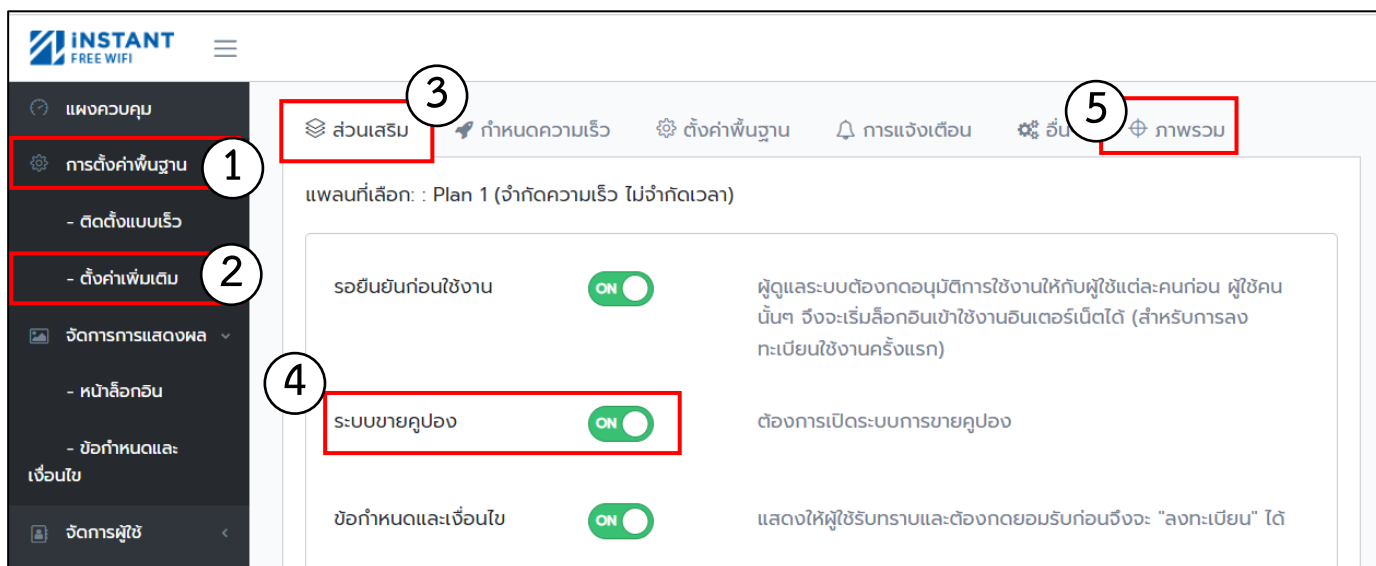 INSTANT
FREE WIFI
แผงควบคุม
การตั้งค่าพื้นฐาน
1
- ติดตั้งแบบเร็ว
- ตั้งค่าเพิ่มเติม
2
จัดการการแสดงผล
- หน้าล็อกอิน
- ข้อกำหนดและ
เงื่อนไข
จัดการผู้ใช้
3
5
ส่วนเสริม กำหนดความเร็ว ตั้งค่าพื้นฐาน การแจ้งเตือน ภาพรวม
แพลนที่เลือก: : Plan 1 (จำกัดความเร็ว ไม่จำกัดเวลา)
รอยืนยันก่อนใช้งาน ON ผู้ดูแลระบบต้องกดอนุมัติการใช้งานให้กับผู้ใช้แต่ละคนก่อน ผู้ใช้คน
นั้นๆ จึงจะเริ่มล็อกอินเข้าใช้งานอินเตอร์เน็ตได้ (สำหรับการลง
ทะเบียนใช้งานครั้งแรก)
4
ระบบขายคูปอง ON ต้องการเปิดระบบการขายคูปอง
ข้อกำหนดและเงื่อนไข ON แสดงให้ผู้ใช้รับทราบและต้องกดยอมรับก่อนจึงจะ "ลงทะเบียน" ได้